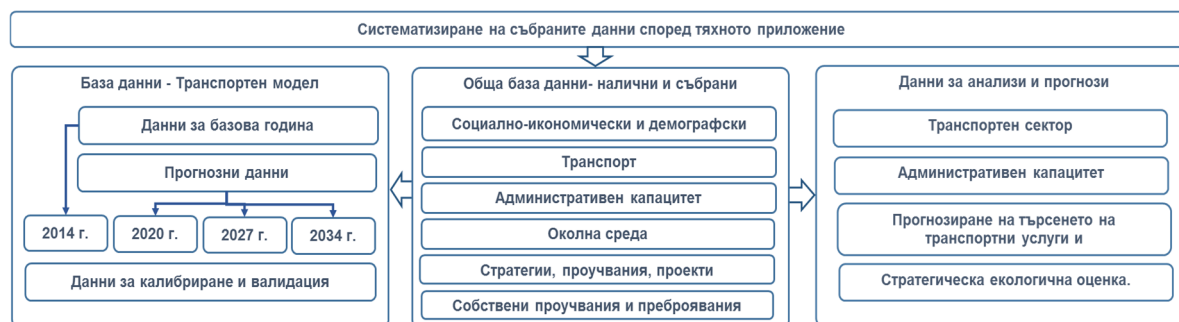 Систематизиране на събраните данни според тяхното приложение
База данни - Транспортен модел
Данни за базова година
Прогнозни данни
2014 г.
2020 г.
2027 г.
2034 г.
Данни за калибриране и валидация
Обща база данни- налични и събрани
Социално-икономически и демографски
Транспорт
Административен капацитет
Околна среда
Стратегии, проучвания, проекти
Собствени проучвания и преброявания
Данни за анализи и прогнози
Транспортен сектор
Административен капацитет
Прогнозиране на търсенето на
транспортни услуги и
Стратегическа екологична оценка.